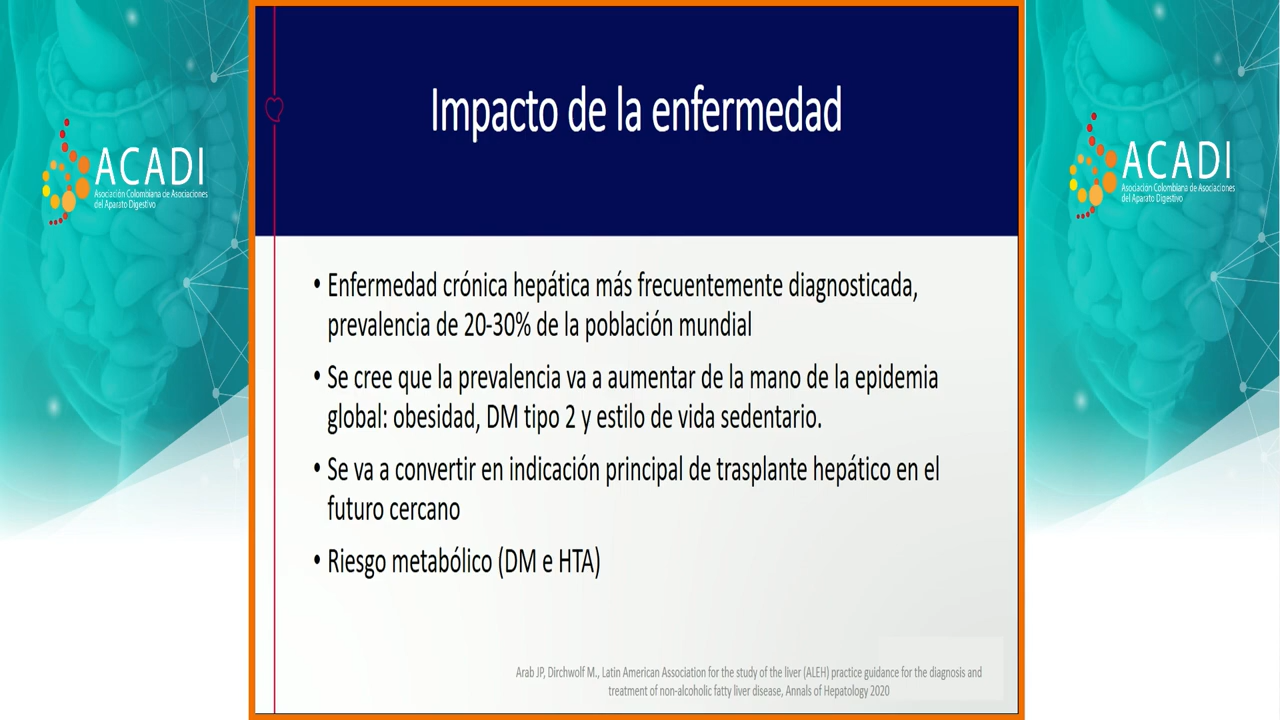 Impacto de la enfermedad
ACADI
Asociación Colombiana de Asociaciones
del Aparato Digestivo
• Enfermedad crónica hepática más frecuentemente diagnosticada,
prevalencia de 20-30% de la población mundial
• Se cree que la prevalencia va a aumentar de la mano de la epidemia
global: obesidad, DM tipo 2 y estilo de vida sedentario.
• Se va a convertir en indicación principal de trasplante hepático en el
futuro cercano
• Riesgo metabólico (DM e HTA)
Arab JP, Dirchwolf M., Latin American Association for the study of the liver (ALEH) practice guidance for the diagnosis and
treatment of non-alcoholic fatty liver disease, Annals of Hepatology 2020
ACADI
Asociación Colombiana de Asociaciones
del Aparato Digestivo